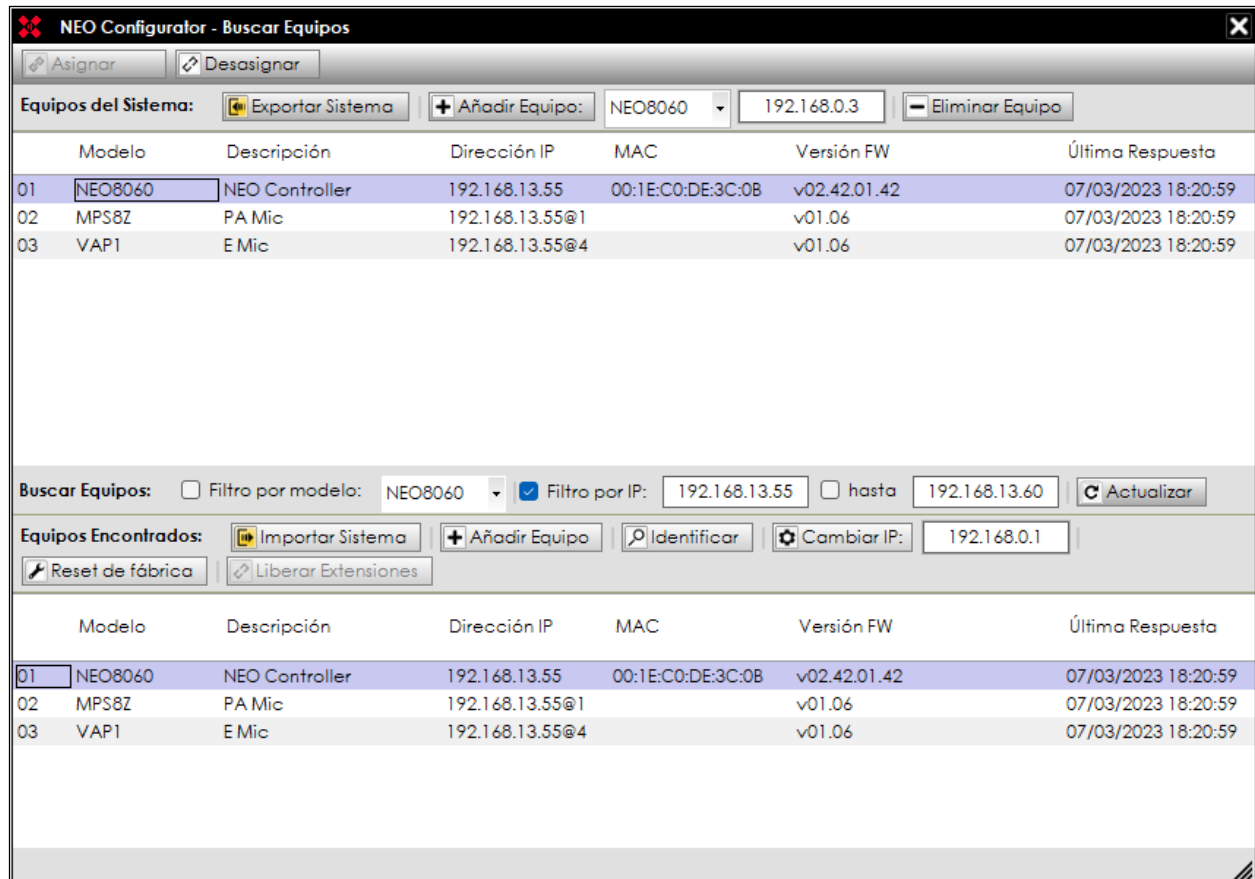 NEO Configurator - Buscar Equipos
Asignar Desasignar
Equipos del Sistema: Exportar Sistema Añadir Equipo: NEO8060 192.168.0.3 Eliminar Equipo
Modelo Descripción Dirección IP MAC Versión FW Última Respuesta
01 NEO8060 NEO Controller 192.168.13.55 00:1E:C0:DE:3C:0B v02.42.01.42 07/03/2023 18:20:59
02 MPS8Z PA Mic 192.168.13.55@1 v01.06 07/03/2023 18:20:59
03 VAP1 E Mic 192.168.13.55@4 v01.06 07/03/2023 18:20:59
Buscar Equipos: Filtro por modelo: NEO8060 Filtro por IP: 192.168.13.55 hasta 192.168.13.60 Actualizar
Equipos Encontrados: Importar Sistema Añadir Equipo Identificar Cambiar IP: 192.168.0.1
Reset de fábrica Liberar Extensiones
Modelo Descripción Dirección IP MAC Versión FW Última Respuesta
01 NEO8060 NEO Controller 192.168.13.55 00:1E:C0:DE:3C:0B v02.42.01.42 07/03/2023 18:20:59
02 MPS8Z PA Mic 192.168.13.55@1 v01.06 07/03/2023 18:20:59
03 VAP1 E Mic 192.168.13.55@4 v01.06 07/03/2023 18:20:59